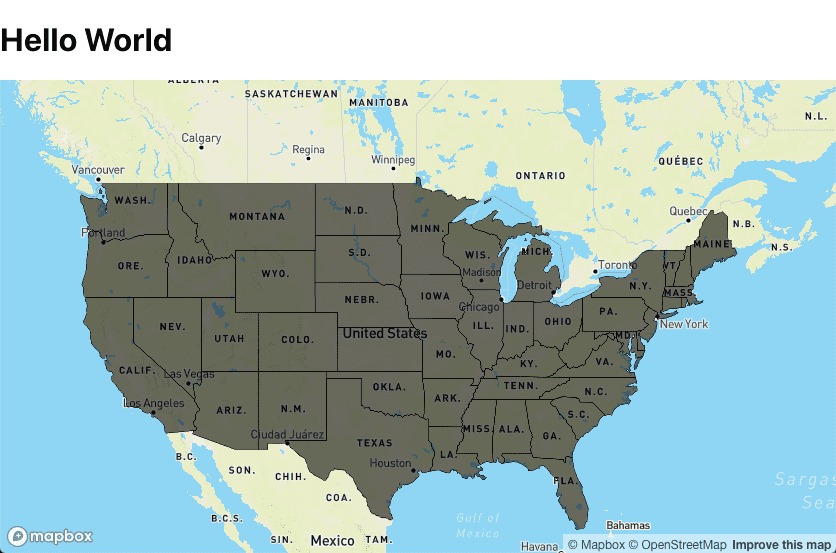 Hello World
ALBERTA
SASKATCHEWAN
MANITOBA
N.L.
Calgary
Regina
Winnipeg
Vancouver
ONTARIO
QUÉBEC
Quebec
N.B.
N.S.
WASH.
MONTANA
N.D.
MINN.
MAINE
Portland
ORE.
IDAHO
S.D.
WIS.
MICH.
Toronto
VT.
WYO.
Madison
N.Y.
MASS.
NEBR.
IOWA
Chicago
Detroit
PA.
New York
NEV.
UTAH
COLO.
United States
ILL.
IND.
OHIO
MD.
CALIF.
Las Vegas
MO.
KY.
VA.
Los Angeles
ARIZ.
N.M.
OKLA.
ARK.
TENN.
N.C.
S.C.
Ciudad Juárez
TEXAS
MISS.
ALA.
GA.
B.C.
SON.
CHIH.
Houston
LA.
FLA.
COA.
Sargas
Sea
B.C.S.
SIN.
Mexico
TAM.
Gulf of
Mexico
Bahamas
Havana
mapbox
© Mapbox © OpenStreetMap Improve this map